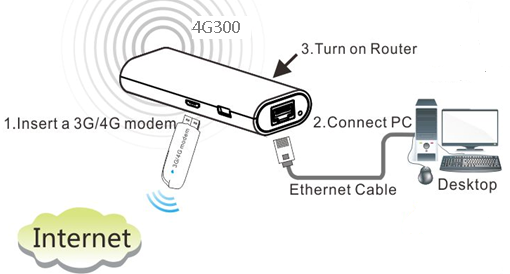 4G300
3.Turn on Router
1.Insert a 3G/4G modem
2.Connect PC
3G/4G modem
Ethernet Cable
Desktop
Internet